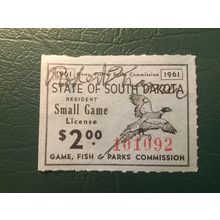 1961 Game, Fish & Parks Commission 1961
STATE OF SOUTH DAKOTA
RESIDENT
Small Game
License
$2.00
101092
GAME, FISH & PARKS COMMISSION